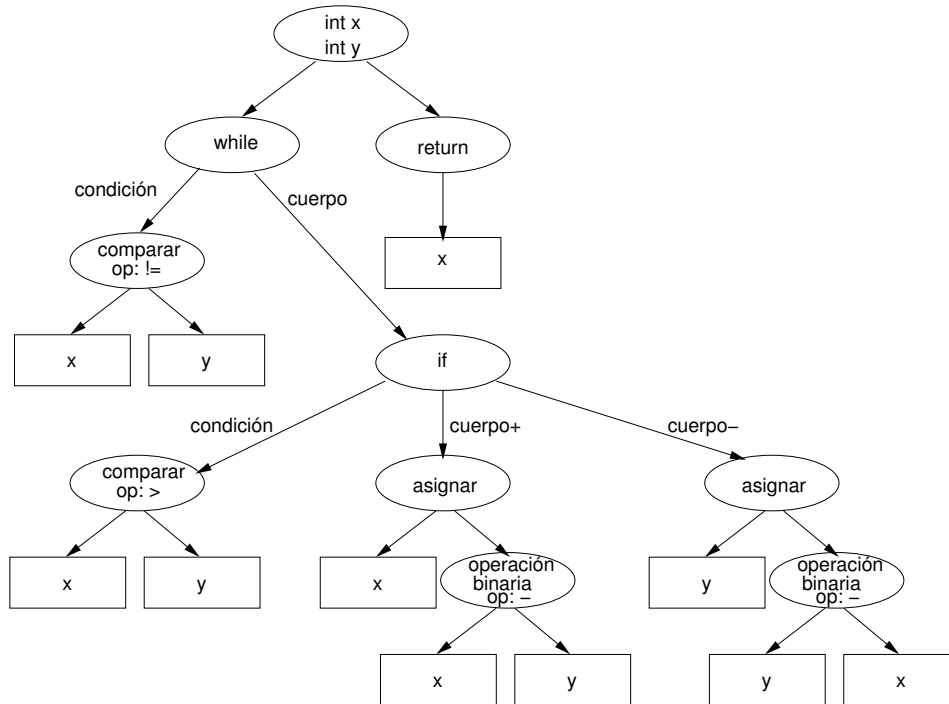 int x
int y
while
return
condición
cuerpo
comparar
op: !=
x
x
y
if
condición
cuerpo+
cuerpo−
comparar
op: >
asignar
asignar
x
y
x
operación
binaria
op: −
y
operación
binaria
op: −
x
y
y
x